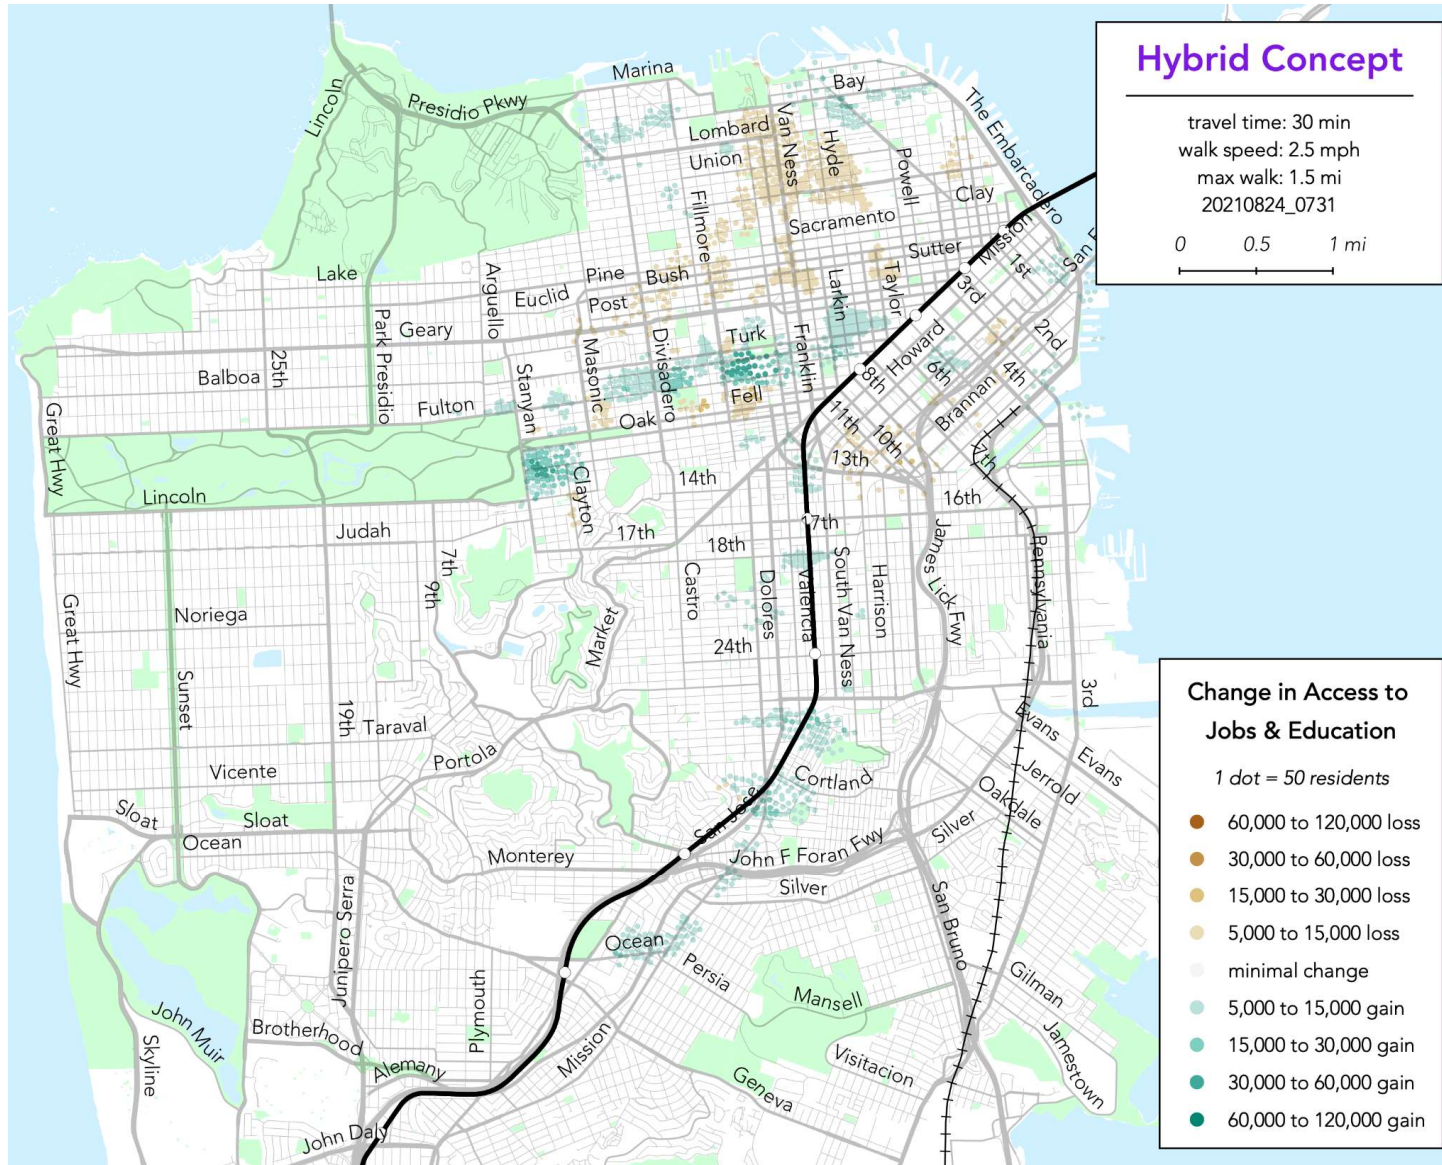 Hybrid Concept
travel time: 30 min
walk speed: 2.5 mph
max walk: 1.5 mi
20210824_0731
0 0.5 1 mi
Marina
Bay
Presidio Pkwy
Lincoln
The Embarcadero
Lombard
Van Ness
Hyde
Union
Powell
Clay
Fillmore
Sacramento
Sutter
Mission
1st
Lake
Arguello
Euclid
Pine
Bush
Post
Larkin
Taylor
3rd
Geary
Park Presidio
Turk
Franklin
Howard
2nd
25th
Balboa
Stanyan
Masonic
Divisadero
8th
6th
4th
Fulton
Oak
Fell
11th
10th
Brannan
Great Hwy
13th
7th
Lincoln
Clayton
14th
16th
Judah
17th
17th
18th
7th
9th
Castro
Dolores
Valencia
South Van Ness
Harrison
James Lick Fwy
Pennsylvania
Great Hwy
Noriega
Market
24th
Sunset
19th
Taraval
Portola
3rd
Evans
Evans
Vicente
Cortland
Jerrold
Oakdale
Sloat
Sloat
Ocean
San Jose
Silver
Monterey
John F Foran Fwy
Silver
Junipero Serra
San Bruno
Ocean
Persia
Plymouth
Mansell
Gilman
John Muir
Brotherhood
Skyline
Alemany
Mission
Visitacion
Jamestown
Geneva
John Daly
Change in Access to
Jobs & Education
1 dot = 50 residents
60,000 to 120,000 loss
30,000 to 60,000 loss
15,000 to 30,000 loss
5,000 to 15,000 loss
minimal change
5,000 to 15,000 gain
15,000 to 30,000 gain
30,000 to 60,000 gain
60,000 to 120,000 gain